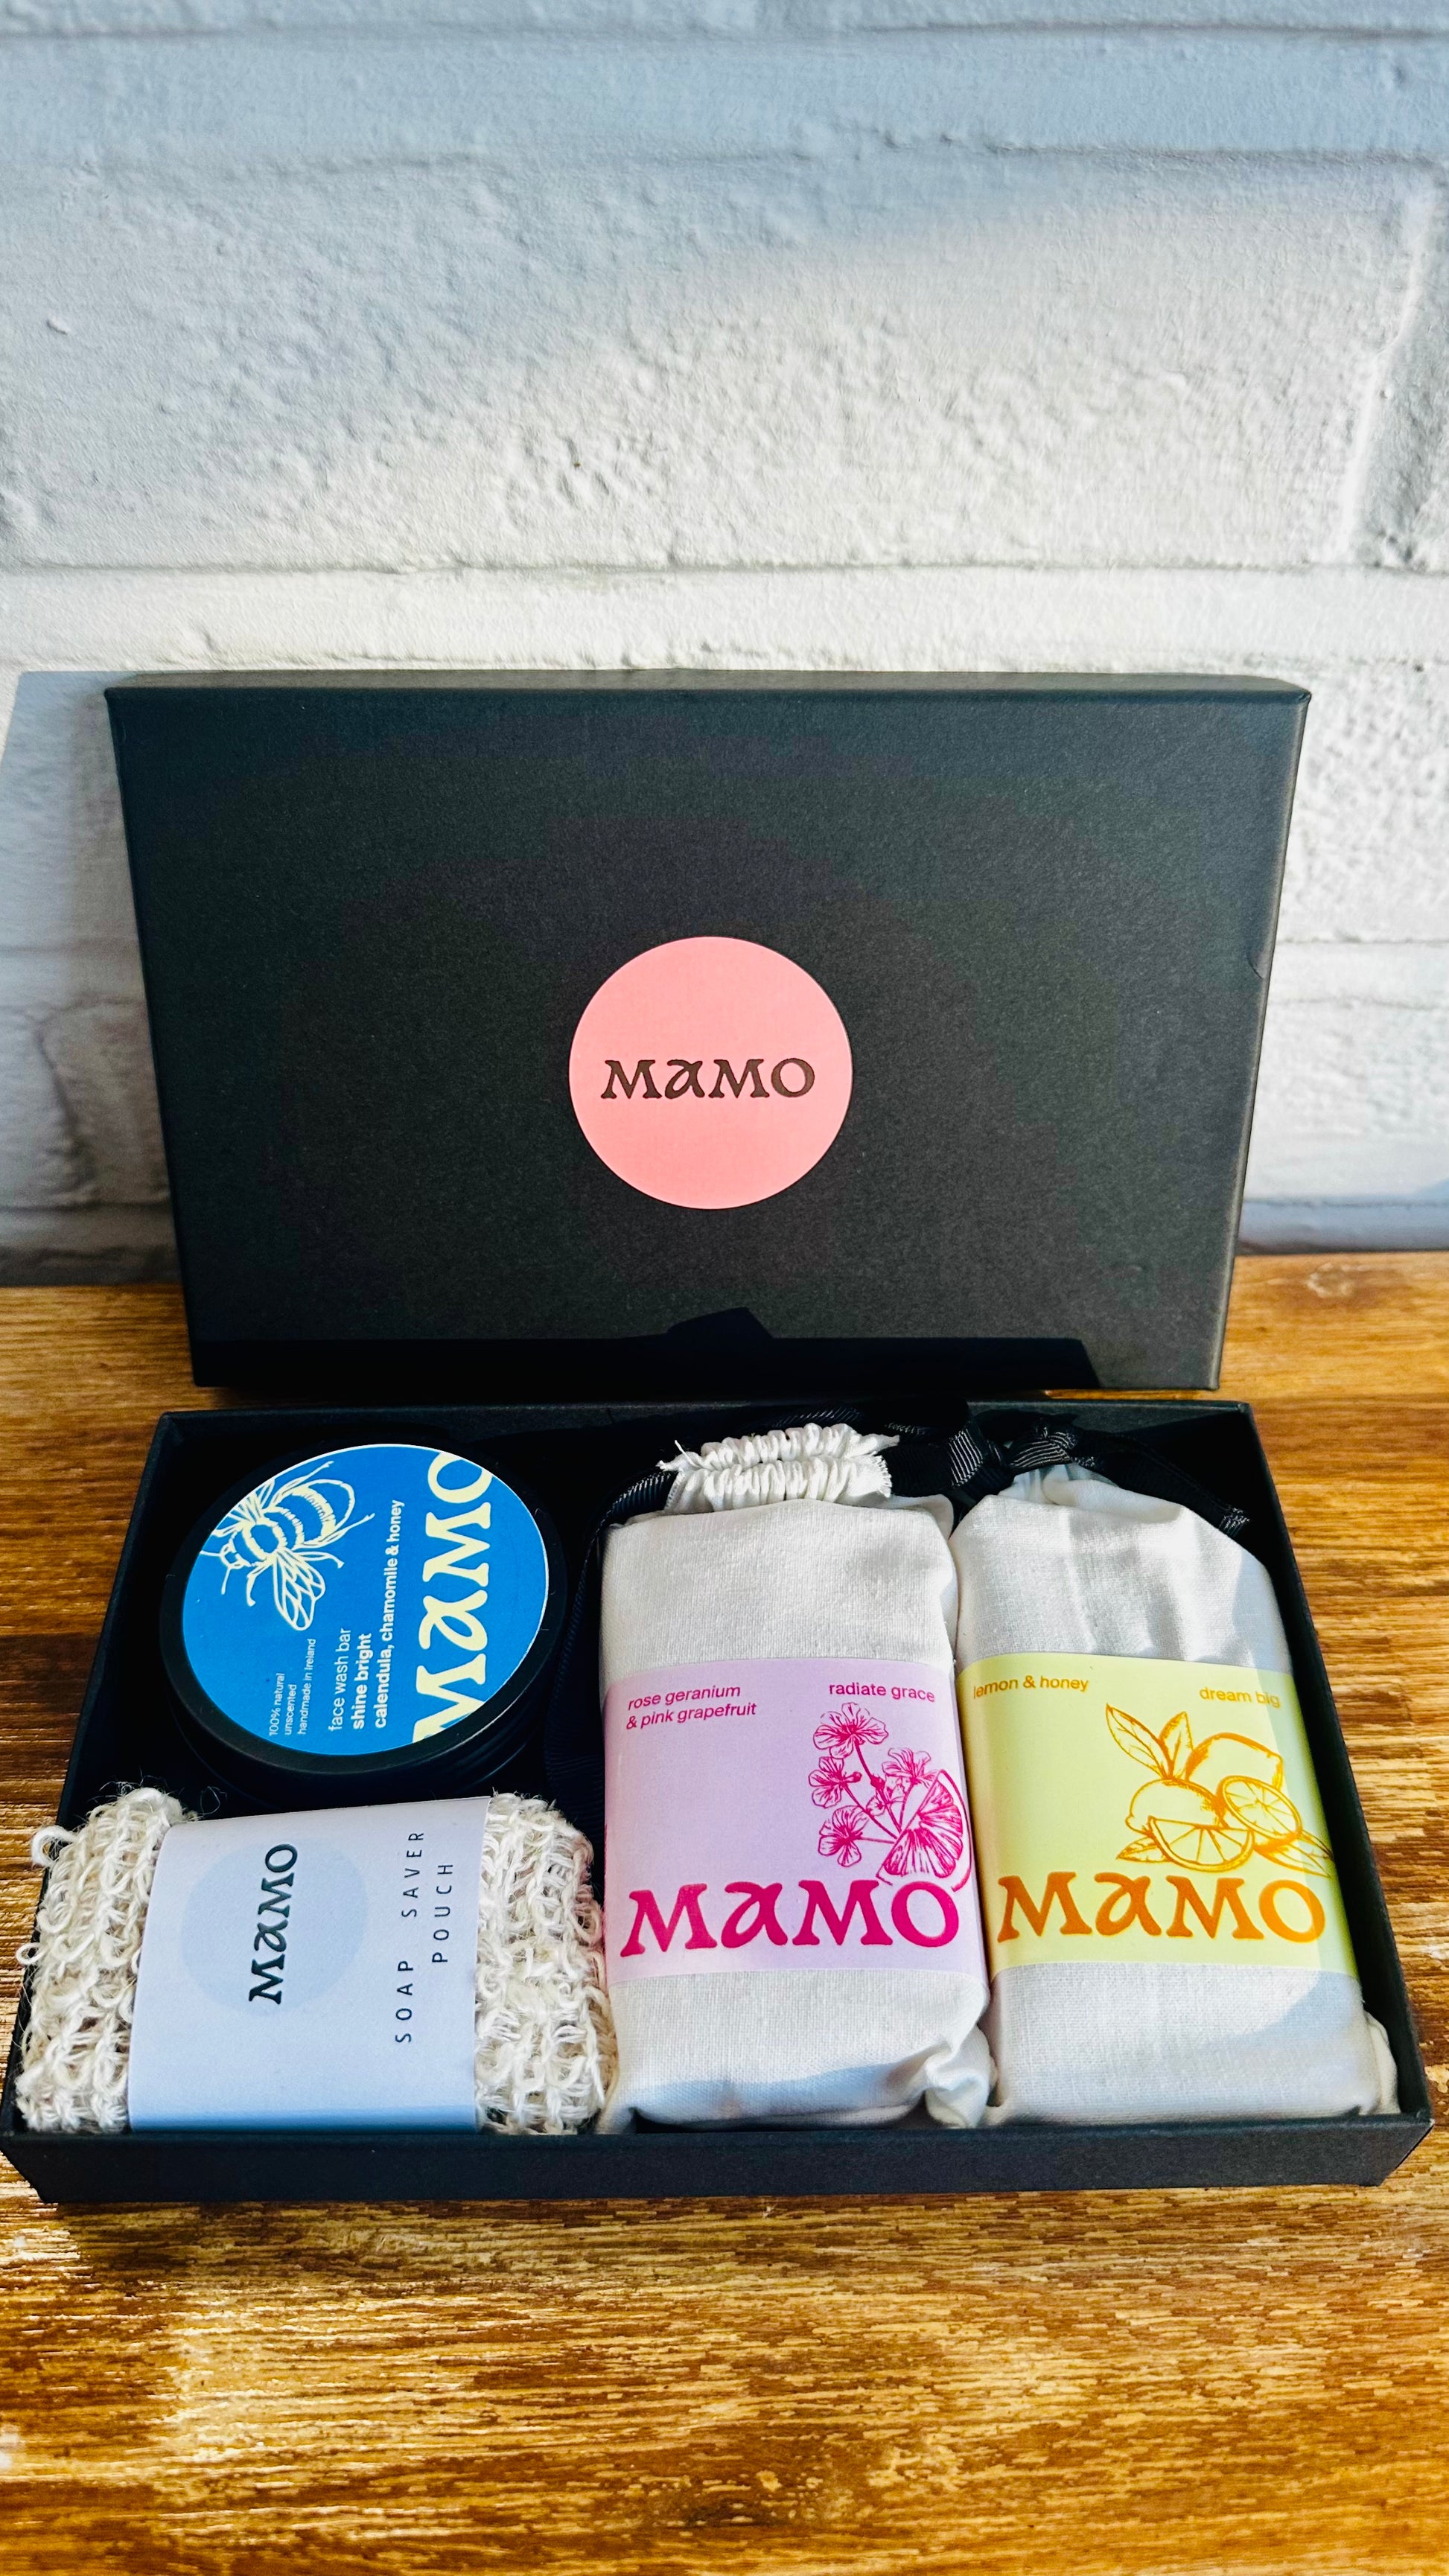 MAMO
100% natural
unscented
handmade in Ireland
face wash bar
shine bright
calendula, chamomile & honey
MAMO
MAMO
SOAP SAVER
POUCH
rose geranium
& pink grapefruit
radiate grace
MAMO
lemon & honey
dream big
MAMO